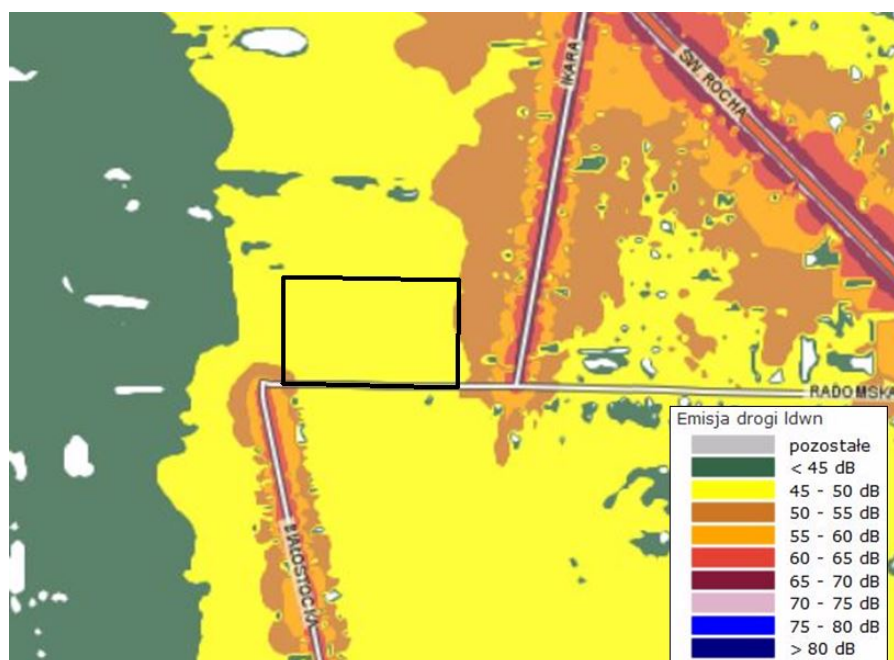 IKARA
ŚW. ROCHA
RADOMSKA
BIAŁOSTOCKA
Emisja drogi ldwn
pozostałe
< 45 dB
45 - 50 dB
50 - 55 dB
55 - 60 dB
60 - 65 dB
65 - 70 dB
70 - 75 dB
75 - 80 dB
> 80 dB